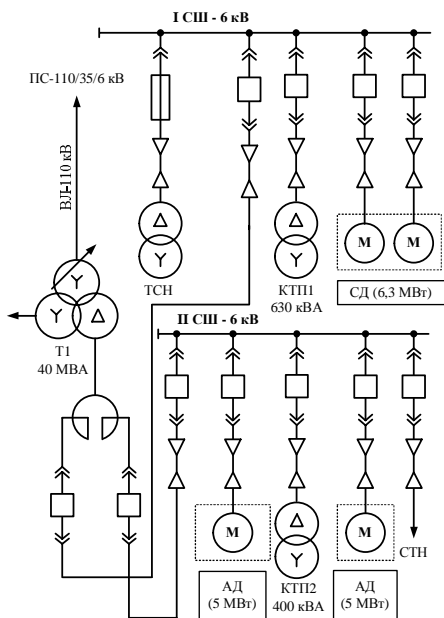 I СШ - 6 кВ
ПС-110/35/6 кВ
ВЛ-110 кВ
М
М
ТСН
КТП1
630 кВА
СД (6,3 МВт)
Т1
40 МВА
II СШ - 6 кВ
М
М
СТН
АД
(5 МВт)
КТП2
400 кВА
АД
(5 МВт)